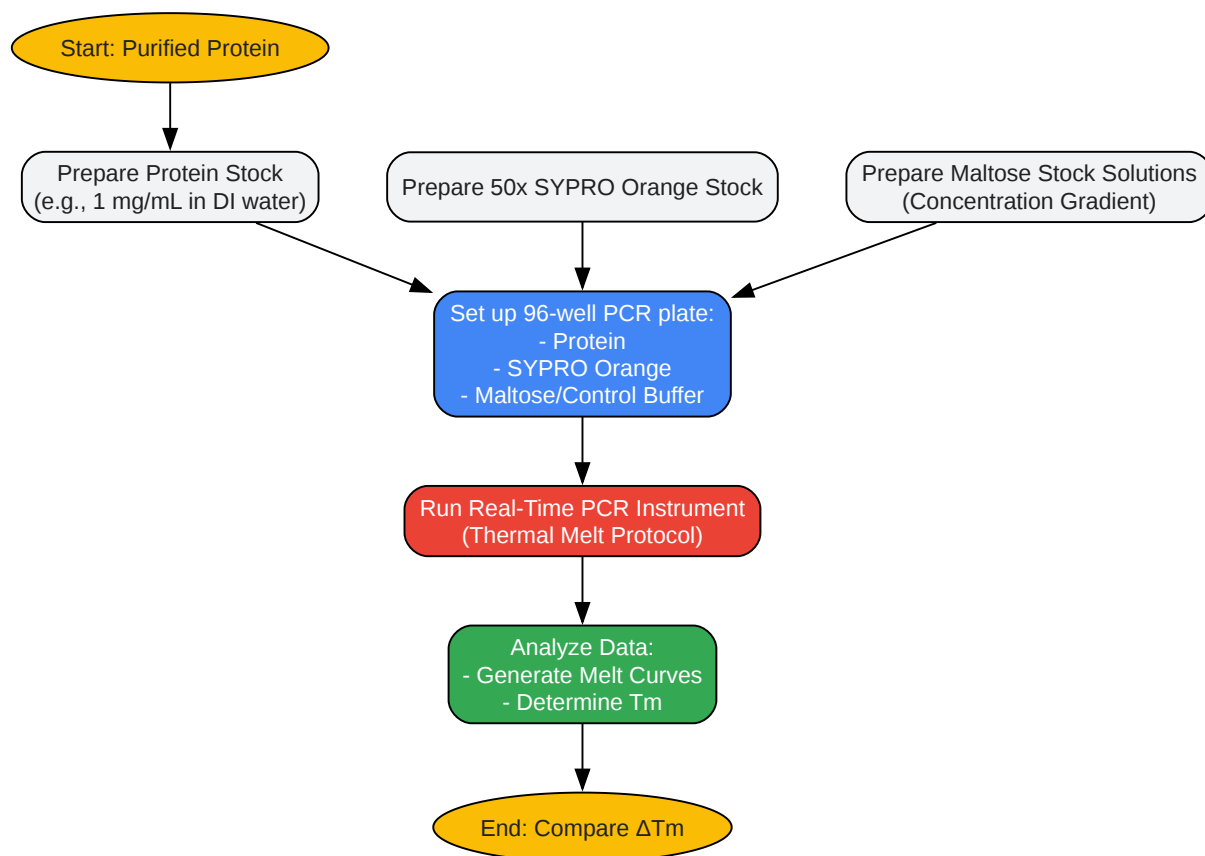 Start: Purified Protein
Prepare Protein Stock
(e.g., 1 mg/mL in DI water)
Prepare 50x SYPRO Orange Stock
Prepare Maltose Stock Solutions
(Concentration Gradient)
Set up 96-well PCR plate:
- Protein
- SYPRO Orange
- Maltose/Control Buffer
Run Real-Time PCR Instrument
(Thermal Melt Protocol)
Analyze Data:
- Generate Melt Curves
- Determine Tm
End: Compare ΔTm